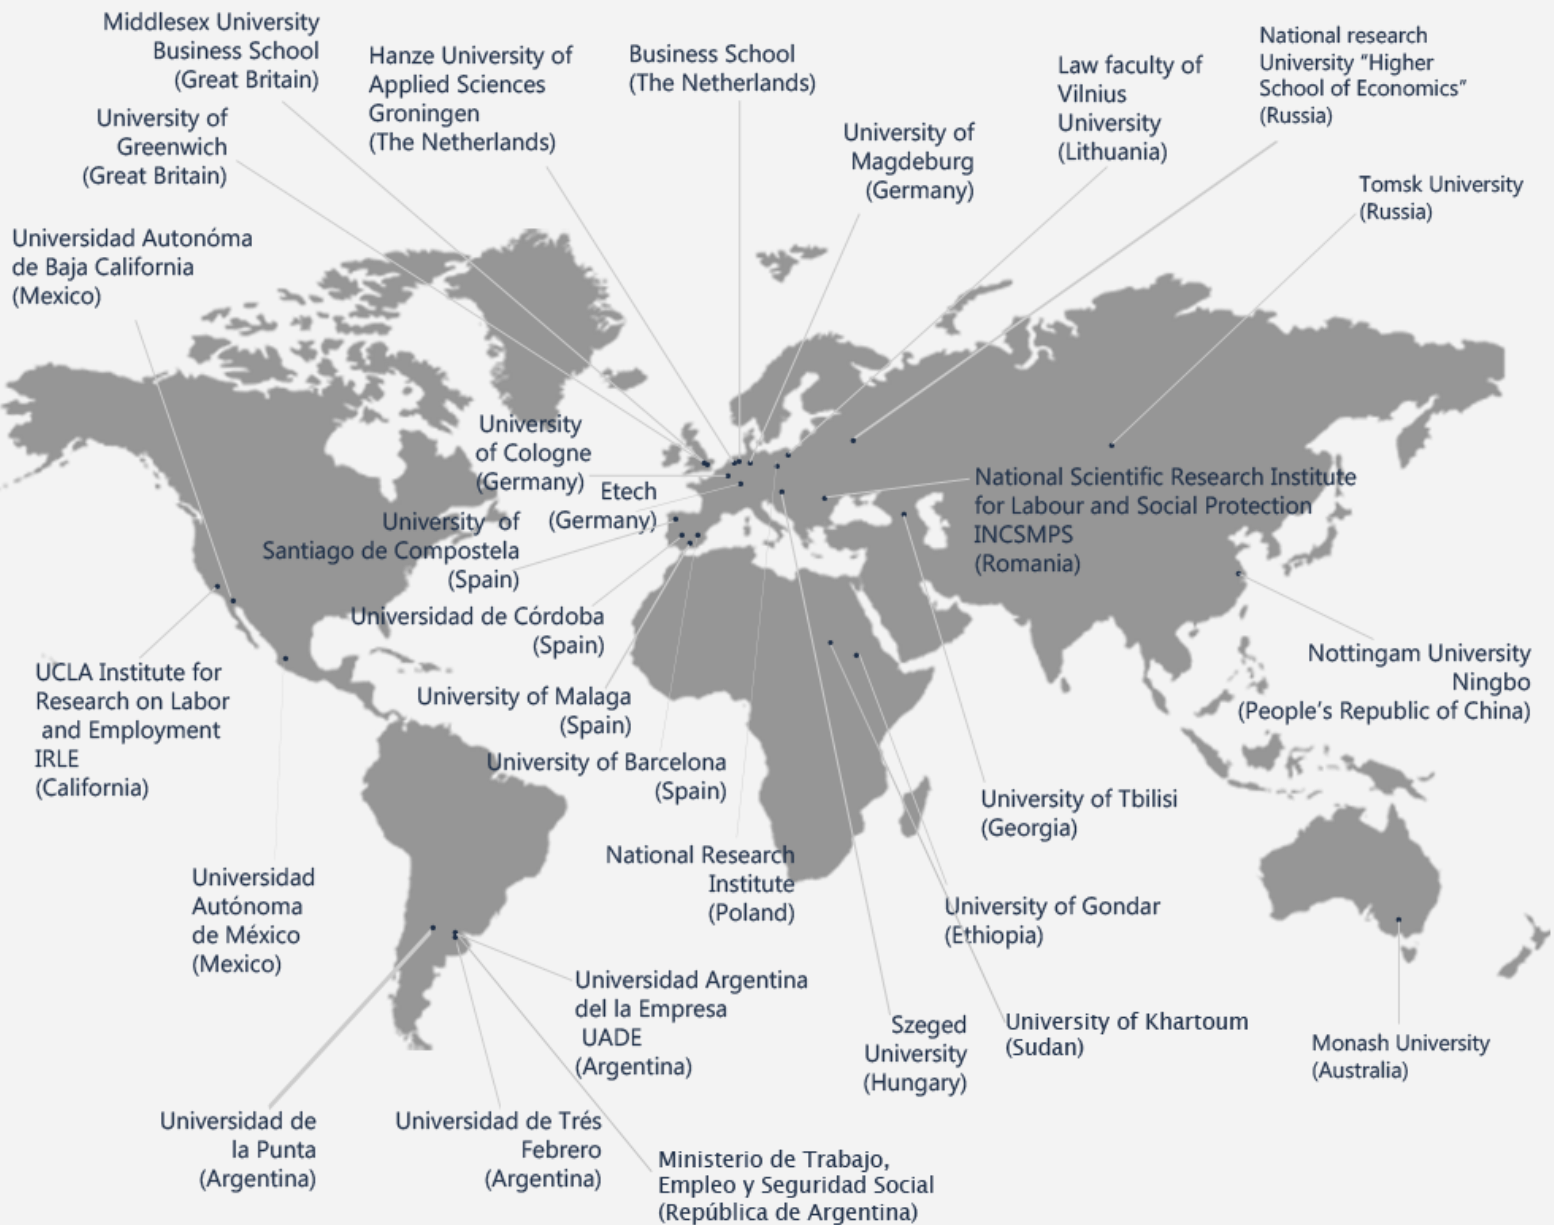 Middlesex University
Business School
(Great Britain)
Hanze University of
Applied Sciences
Groningen
(The Netherlands)
Business School
(The Netherlands)
University of
Magdeburg
(Germany)
Law faculty of
Vilnius
University
(Lithuania)
National research
University “Higher
School of Economics”
(Russia)
University of
Greenwich
(Great Britain)
Tomsk University
(Russia)
Universidad Autonóma
de Baja California
(Mexico)
University
of Cologne
(Germany)
Etech
(Germany)
National Scientific Research Institute
for Labour and Social Protection
INCSMPS
(Romania)
University of
Santiago de Compostela
(Spain)
Universidad de Córdoba
(Spain)
University of Malaga
(Spain)
University of Barcelona
(Spain)
UCLA Institute for
Research on Labor
and Employment
IRLE
(California)
Nottingam University
Ningbo
(People’s Republic of China)
University of Tbilisi
(Georgia)
National Research
Institute
(Poland)
Universidad
Autónoma
de México
(Mexico)
University of Gondar
(Ethiopia)
Universidad Argentina
del la Empresa
UADE
(Argentina)
Szeged
University
(Hungary)
University of Khartoum
(Sudan)
Monash University
(Australia)
Universidad de
la Punta
(Argentina)
Universidad de Trés
Febrero
(Argentina)
Ministerio de Trabajo,
Empleo y Seguridad Social
(República de Argentina)